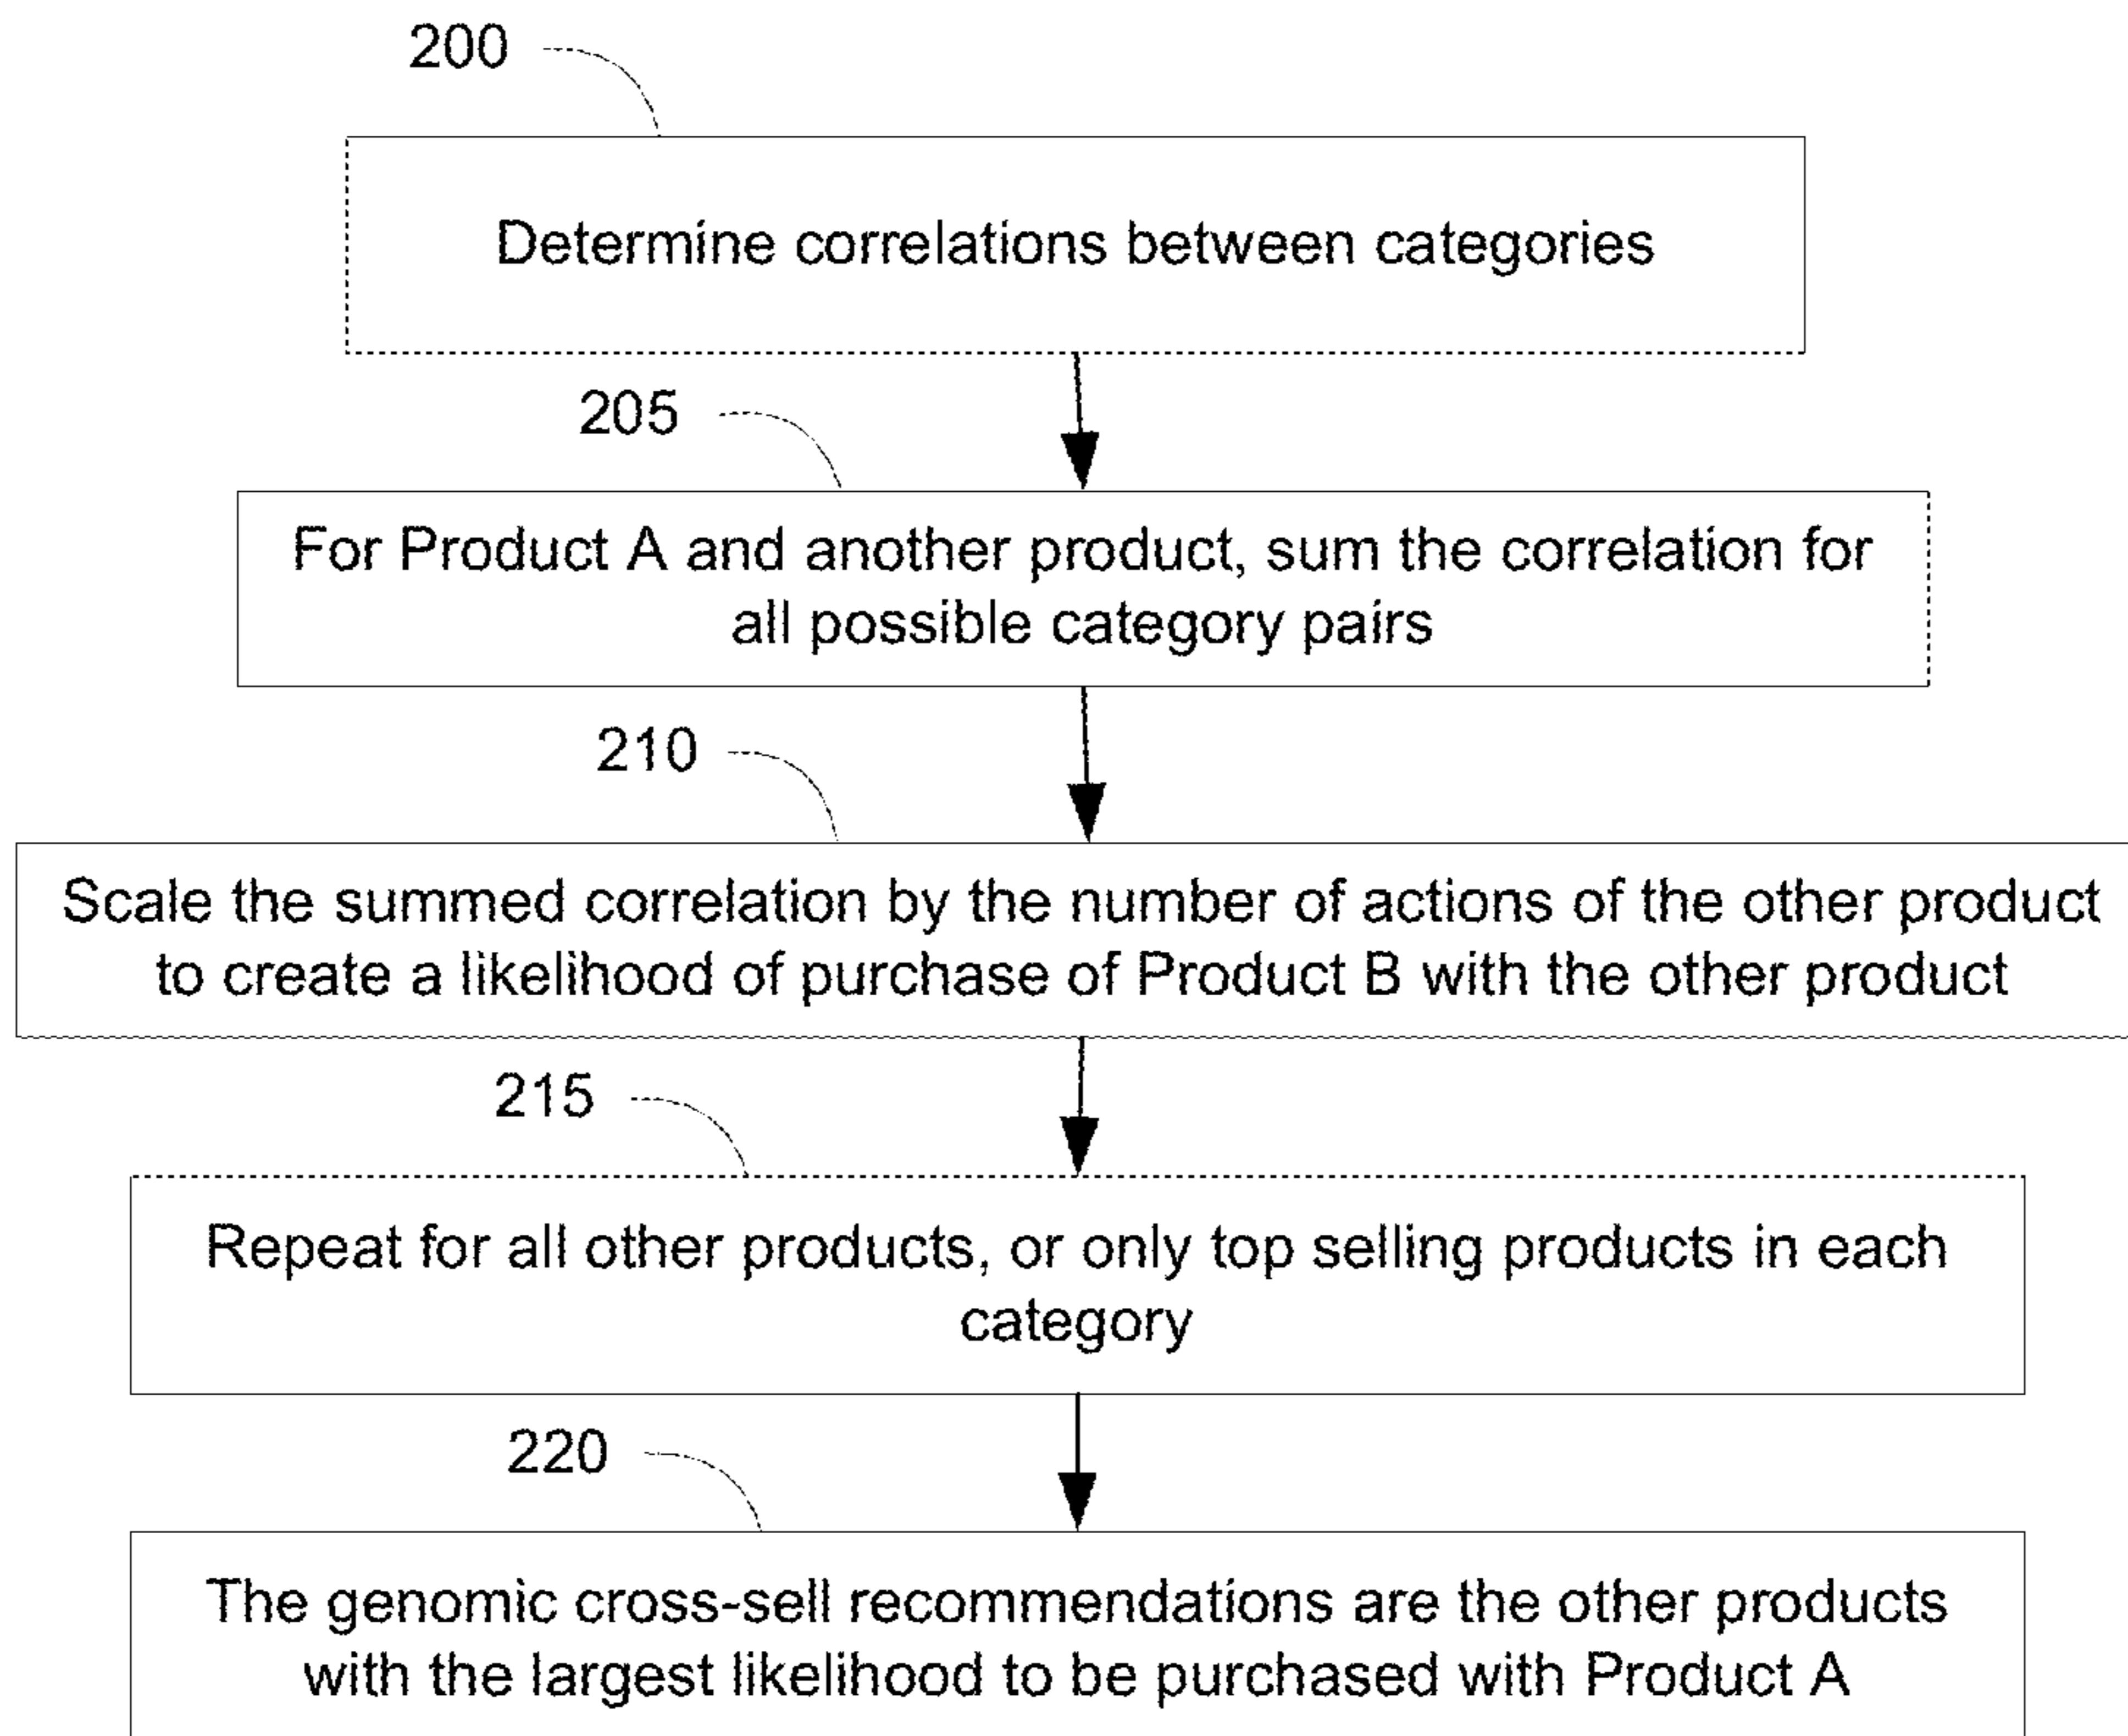 200
Determine correlations between categories
205
For Product A and another product, sum the correlation for
all possible category pairs
210
Scale the summed correlation by the number of actions of the other product
to create a likelihood of purchase of Product B with the other product
215
Repeat for all other products, or only top selling products in each
category
220
The genomic cross-sell recommendations are the other products
with the largest likelihood to be purchased with Product A